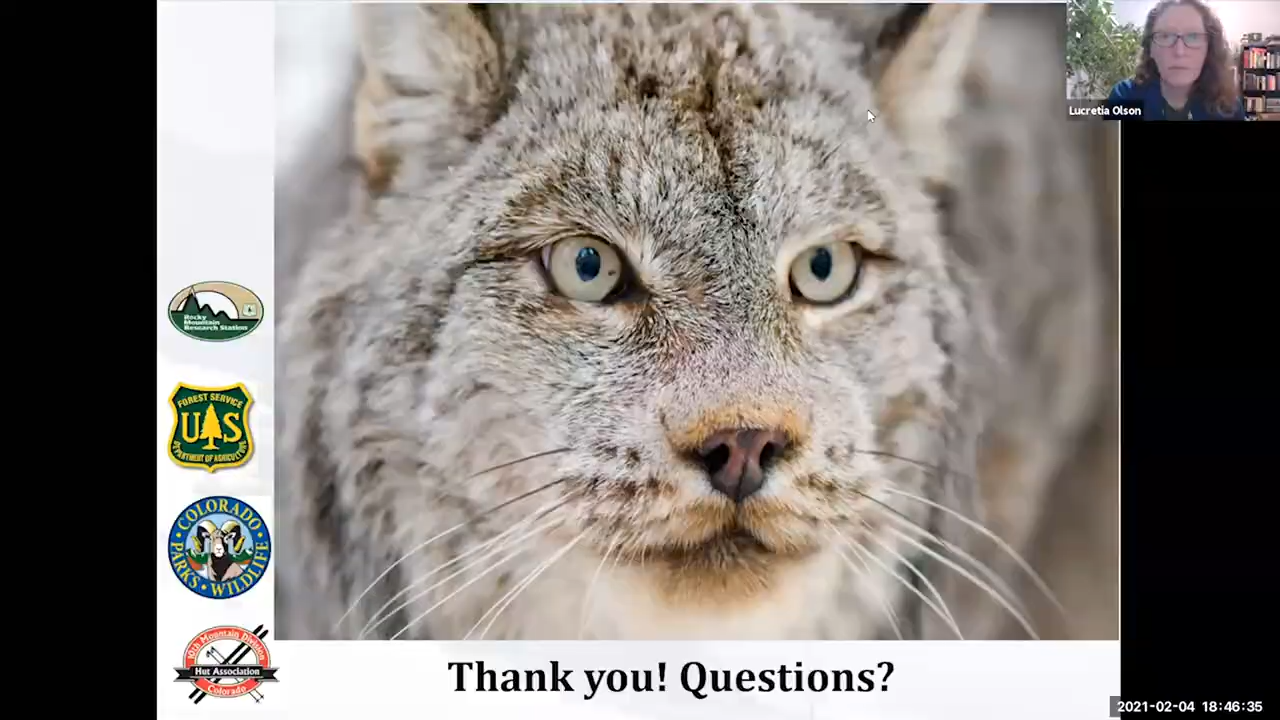 Lucretia Olson
Rocky
Mountain
Research Station
FOREST SERVICE
U S
DEPARTMENT OF AGRICULTURE
COLORADO
PARKS • WILDLIFE
10th Mountain Division
Hut Association
Colorado
Thank you! Questions?
2021-02-04 18:46:35